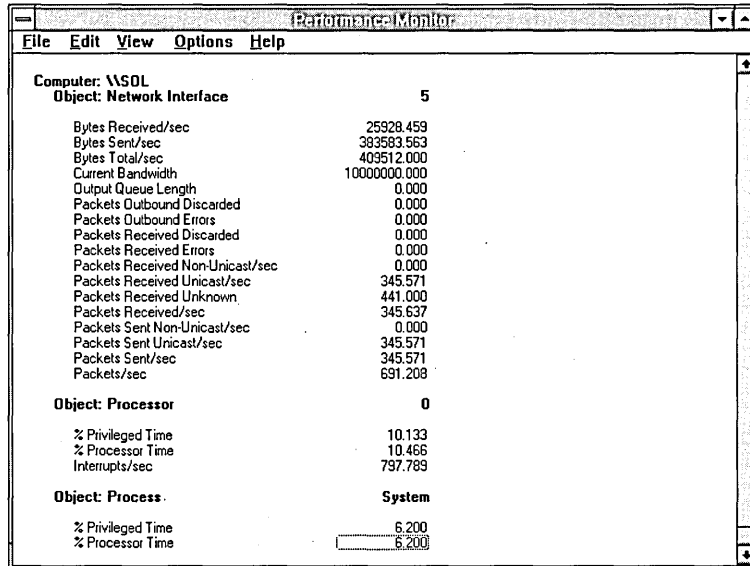 Performance Monitor
File Edit View Options Help
Computer: \\SOL
Object: Network Interface 5
Bytes Received/sec 25928.459
Bytes Sent/sec 383583.563
Bytes Total/sec 409512.000
Current Bandwidth 10000000.000
Output Queue Length 0.000
Packets Outbound Discarded 0.000
Packets Outbound Errors 0.000
Packets Received Discarded 0.000
Packets Received Errors 0.000
Packets Received Non-Unicast/sec 0.000
Packets Received Unicast/sec 345.571
Packets Received Unknown 441.000
Packets Received/sec 345.637
Packets Sent Non-Unicast/sec 0.000
Packets Sent Unicast/sec 345.571
Packets Sent/sec 345.571
Packets/sec 691.208
Object: Processor 0
% Privileged Time 10.133
% Processor Time 10.466
Interrupts/sec 797.789
Object: Process System
% Privileged Time 6.200
% Processor Time 6.200